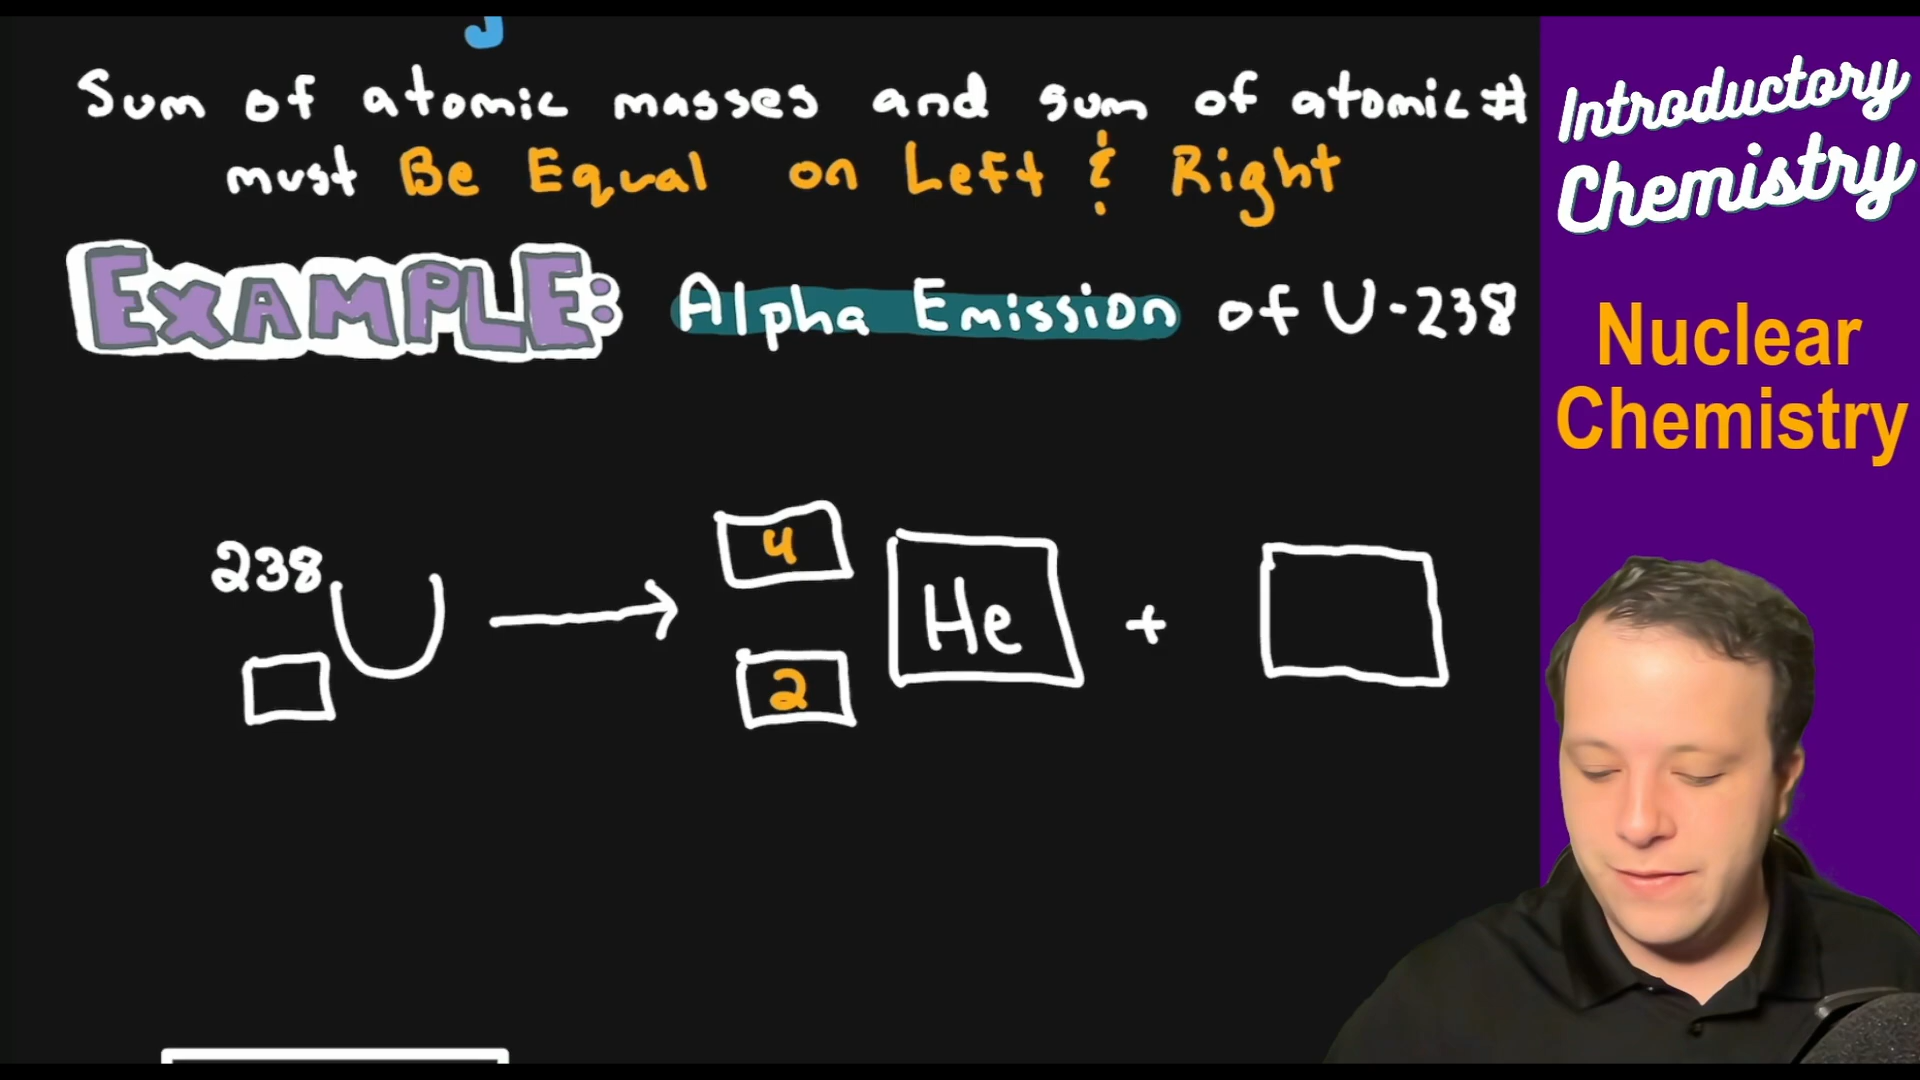 Sum of atomic masses and sum of atomic #
must Be Equal on Left & Right
EXAMPLE: Alpha Emission of U-238
238
U → 4
2
He +
Introductory
Chemistry
Nuclear
Chemistry